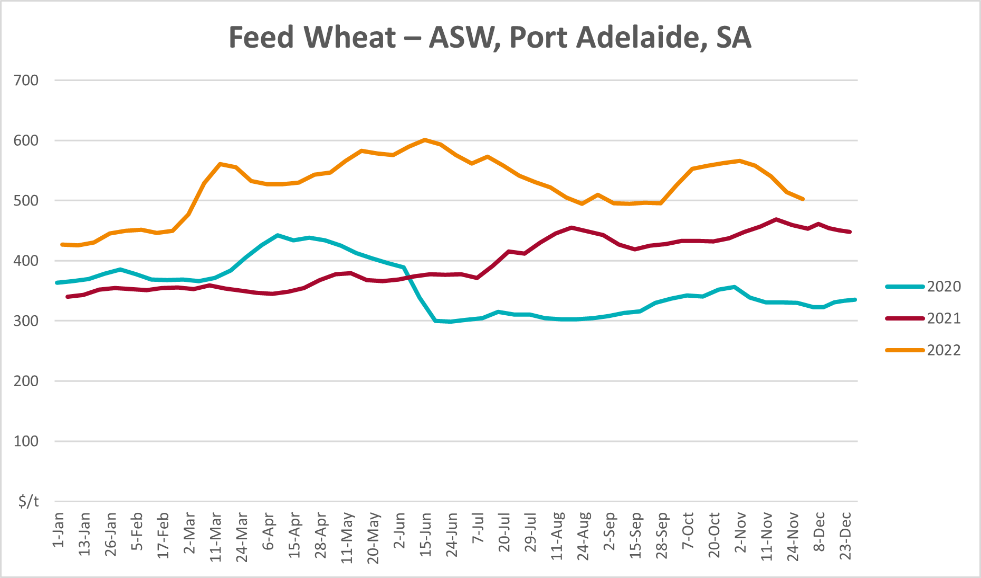 Feed Wheat – ASW, Port Adelaide, SA
700
600
500
400
300
200
100
$/t
2020
2021
2022
1-Jan
13-Jan
26-Jan
5-Feb
17-Feb
2-Mar
11-Mar
24-Mar
6-Apr
15-Apr
28-Apr
11-May
20-May
2-Jun
15-Jun
24-Jun
7-Jul
20-Jul
29-Jul
11-Aug
24-Aug
2-Sep
15-Sep
28-Sep
7-Oct
20-Oct
2-Nov
11-Nov
24-Nov
8-Dec
23-Dec